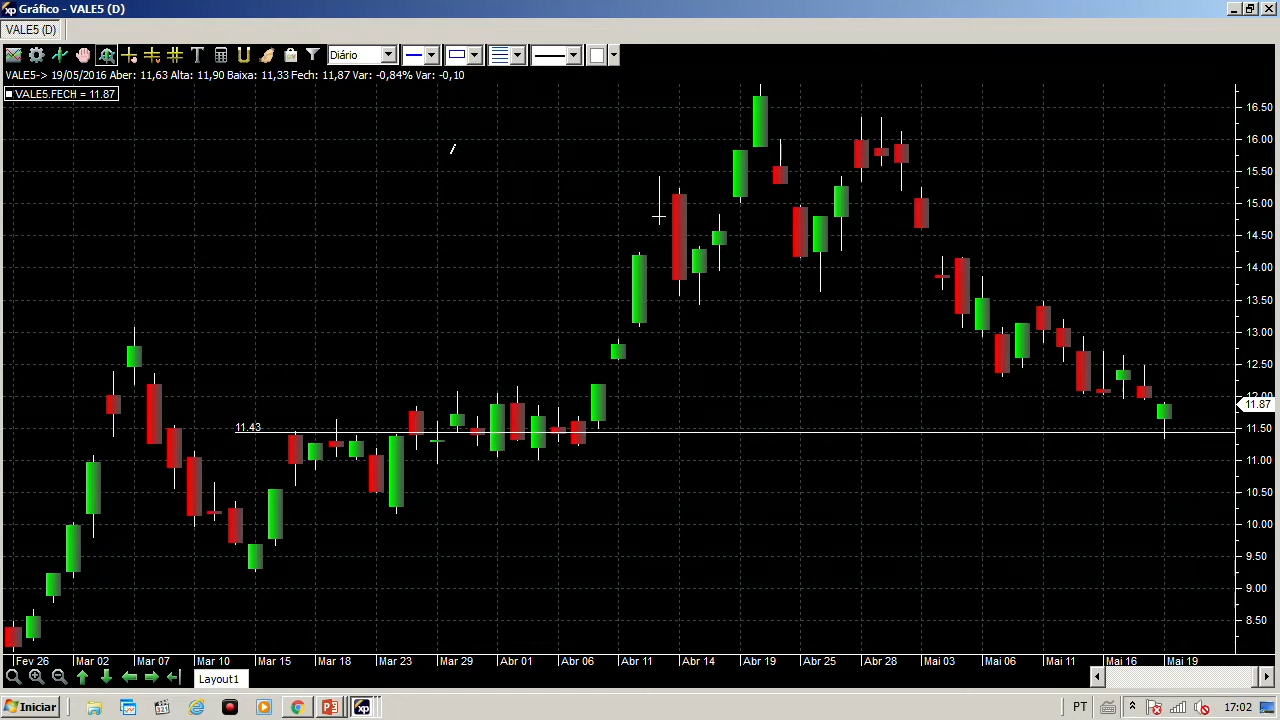 xp Gráfico - VALE5 (D)
VALE5 (D)
Diário
VALE5-> 19/05/2016 Aber: 11,63 Alta: 11,90 Baixa: 11,33 Fech: 11,87 Var: -0,84% Var: -0,10
VALE5.FECH = 11.87
16.50
16.00
15.50
15.00
14.50
14.00
13.50
13.00
12.50
12.00
11.87
11.43
11.50
11.00
10.50
10.00
9.50
9.00
8.50
Fev 26 Mar 02 Mar 07 Mar 10 Mar 15 Mar 18 Mar 23 Mar 29 Abr 01 Abr 06 Abr 11 Abr 14 Abr 19 Abr 25 Abr 28 Mai 03 Mai 06 Mai 11 Mai 16 Mai 19
Layout1
Iniciar 321 xp PT 17:02